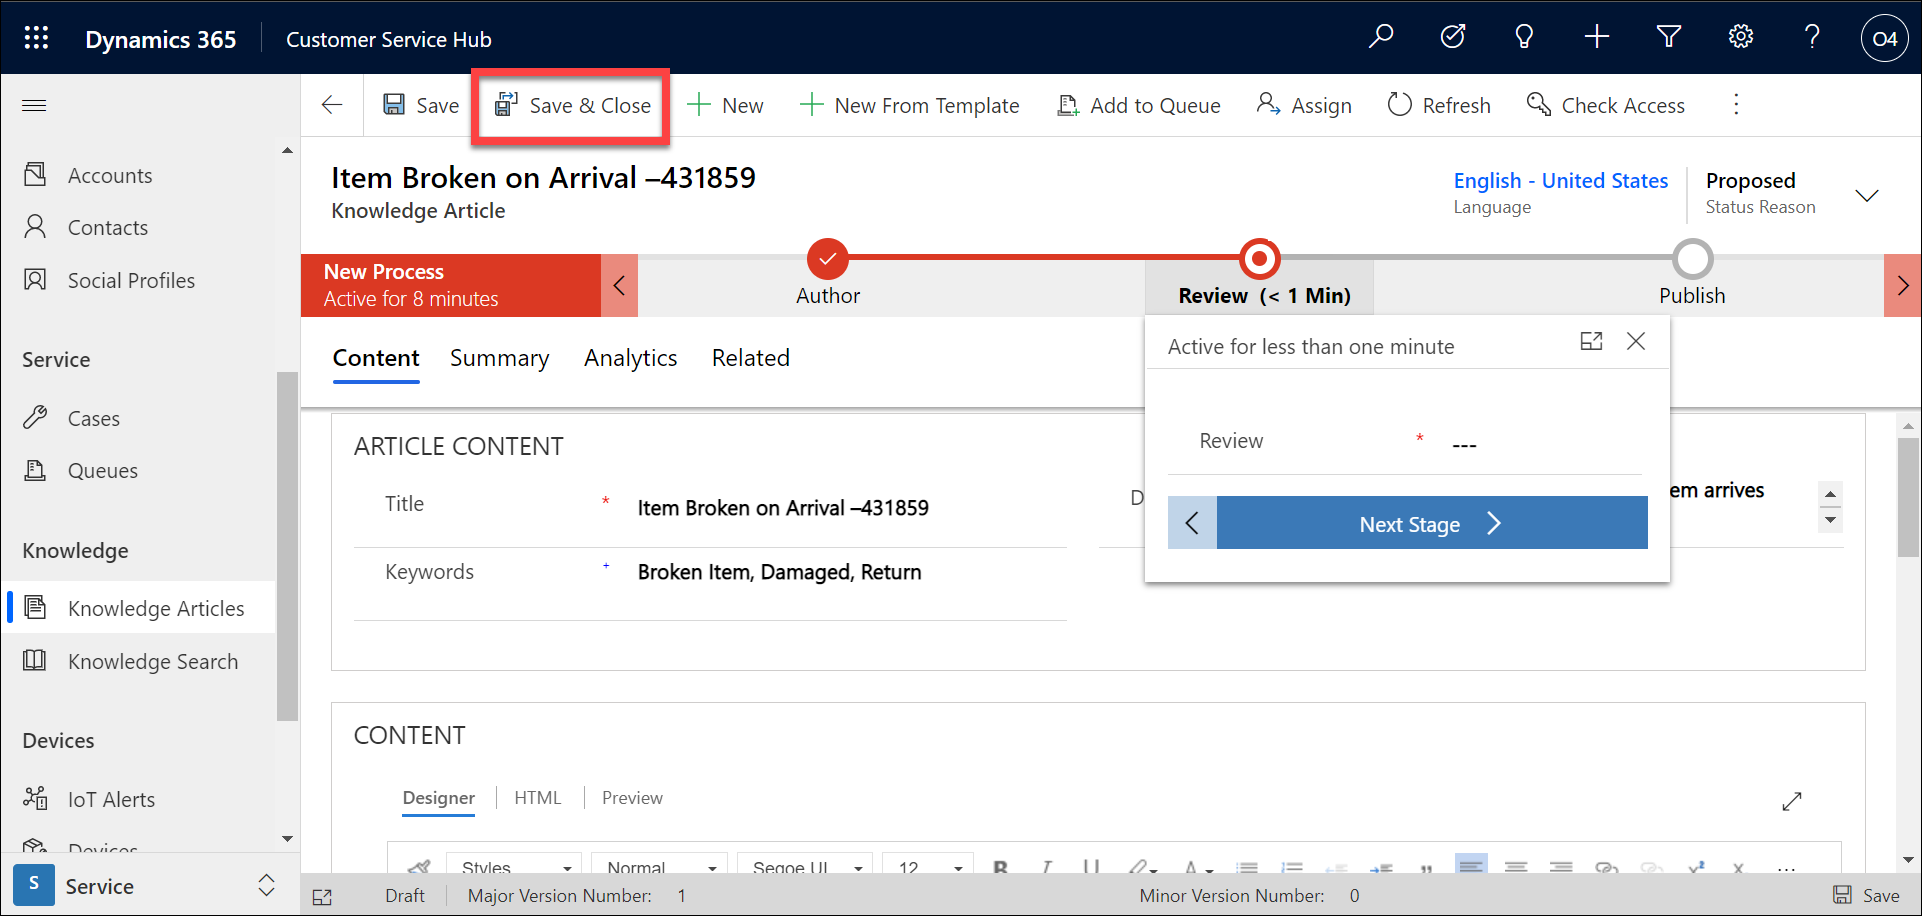 Dynamics 365 Customer Service Hub O4
Save Save & Close New New From Template Add to Queue Assign Refresh Check Access
Accounts
Contacts
Social Profiles
Service
Cases
Queues
Knowledge
Knowledge Articles
Knowledge Search
Devices
IoT Alerts
Devices
S Service
Item Broken on Arrival –431859
Knowledge Article
English - United States
Language
Proposed
Status Reason
New Process
Active for 8 minutes
Author
Review (< 1 Min)
Publish
Content Summary Analytics Related
Active for less than one minute
Review * ---
Next Stage
ARTICLE CONTENT
Title * Item Broken on Arrival –431859
D
em arrives
Keywords + Broken Item, Damaged, Return
CONTENT
Designer HTML Preview
Styles Normal Segoe UI 12 B I U
Draft Major Version Number: 1 Minor Version Number: 0 Save